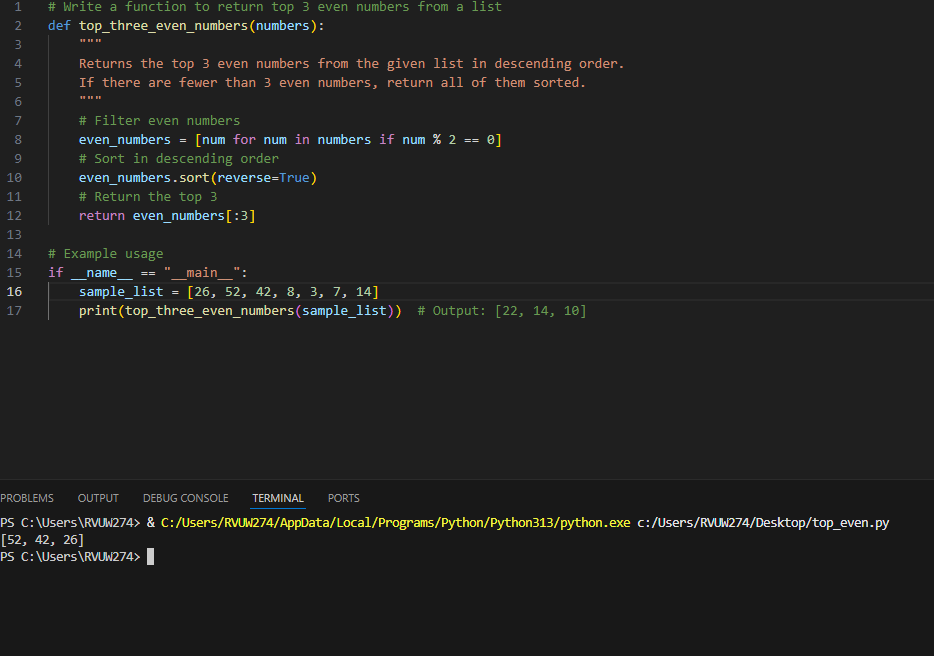 1 # Write a function to return top 3 even numbers from a list
2 def top_three_even_numbers(numbers):
3     """
4     Returns the top 3 even numbers from the given list in descending order.
5     If there are fewer than 3 even numbers, return all of them sorted.
6     """
7     # Filter even numbers
8     even_numbers = [num for num in numbers if num % 2 == 0]
9     # Sort in descending order
10     even_numbers.sort(reverse=True)
11     # Return the top 3
12     return even_numbers[:3]
13
14 # Example usage
15 if __name__ == "__main__":
16     sample_list = [26, 52, 42, 8, 3, 7, 14]
17     print(top_three_even_numbers(sample_list))  # Output: [22, 14, 10]
PROBLEMS OUTPUT DEBUG CONSOLE TERMINAL PORTS
PS C:\Users\RVUW274> & C:/Users/RVUW274/AppData/Local/Programs/Python/Python313/python.exe c:/Users/RVUW274/Desktop/top_even.py
[52, 42, 26]
PS C:\Users\RVUW274>